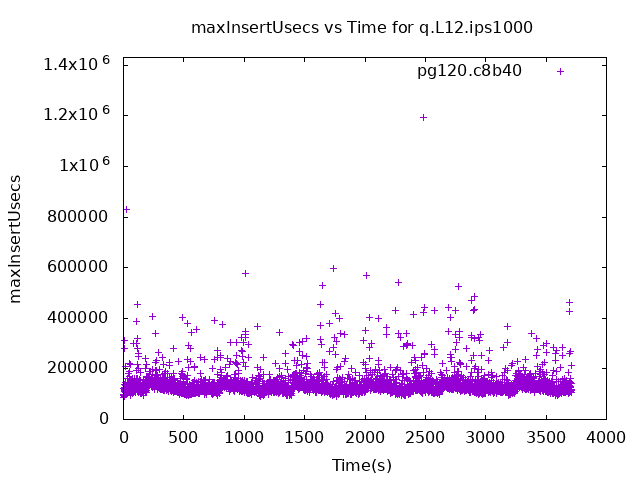 maxInsertUsecs vs Time for q.L12.ips1000
pg120.c8b40
maxInsertUsecs
1.4x10^6
1.2x10^6
1x10^6
800000
600000
400000
200000
0
0 500 1000 1500 2000 2500 3000 3500 4000
Time(s)